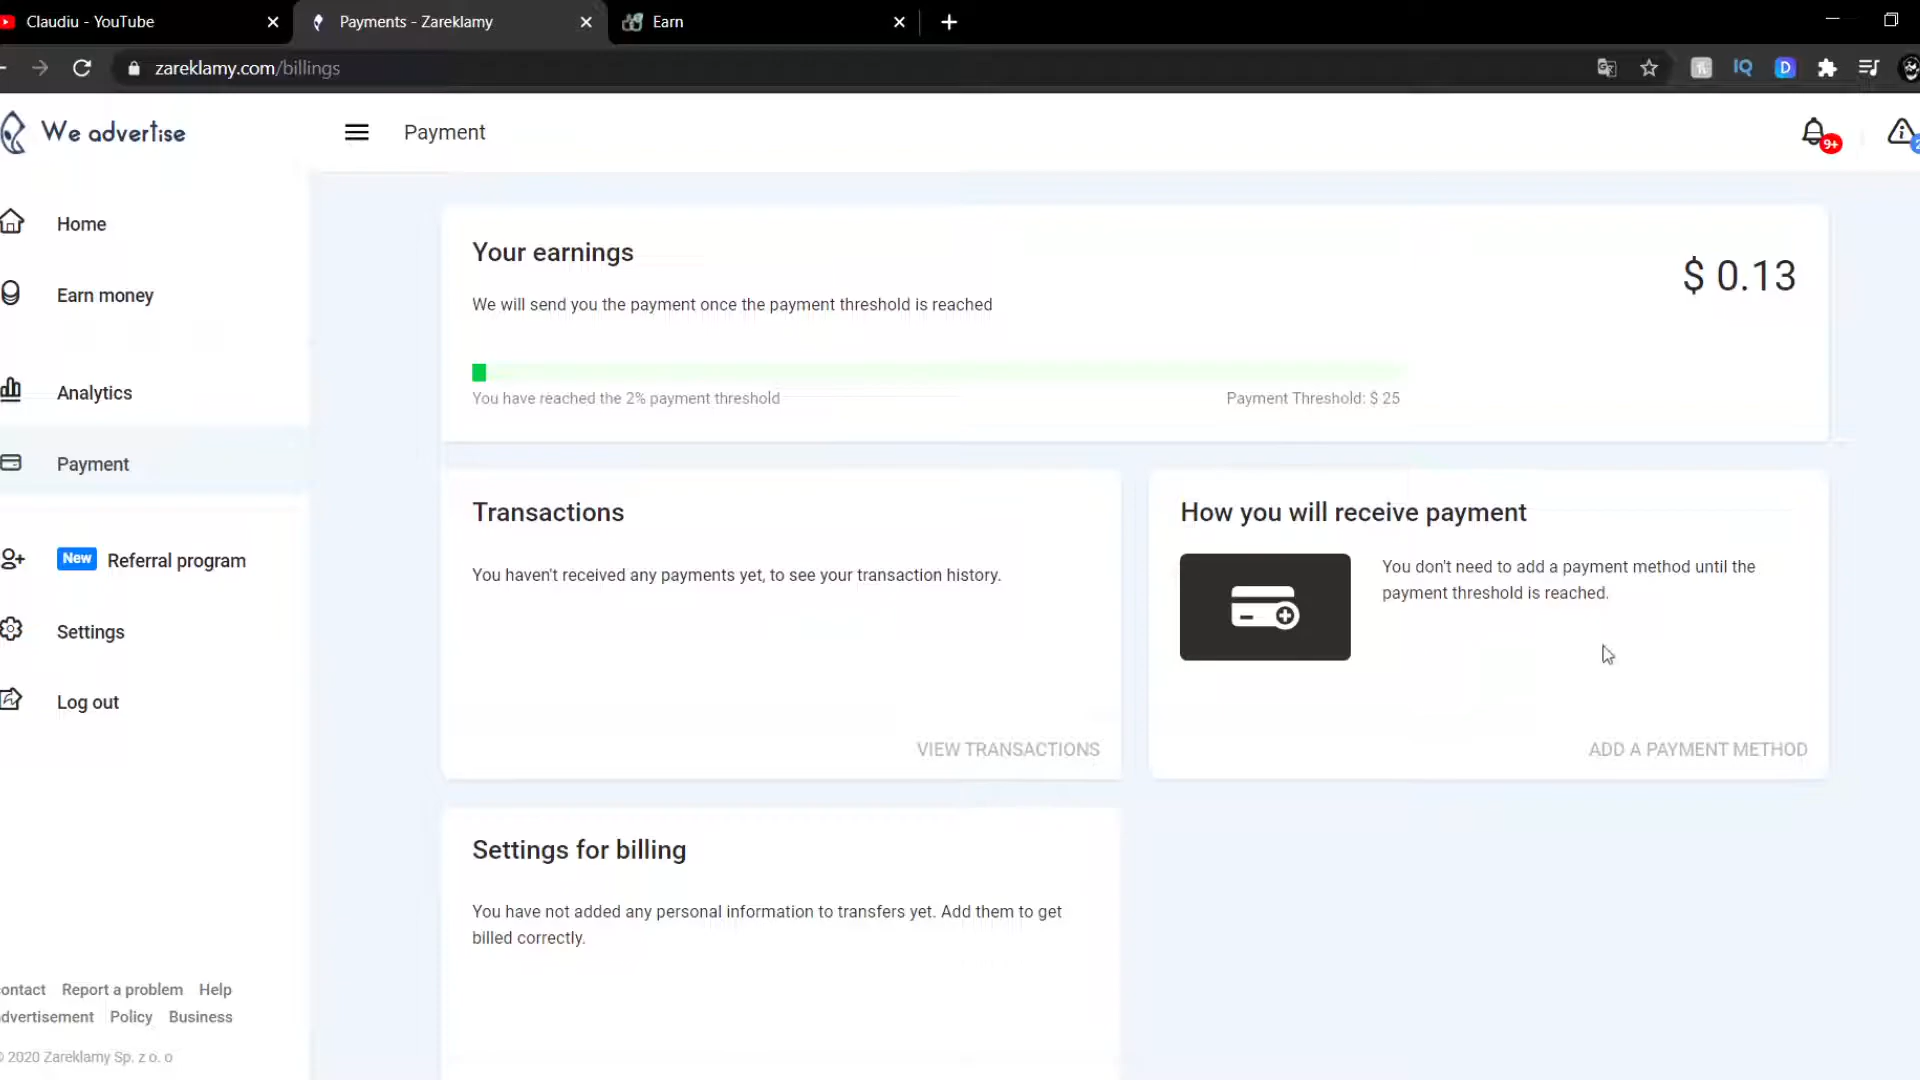 Claudiu - YouTube
Payments - Zareklamy
Earn
zareklamy.com/billings
IQ
D
We advertise
Payment
9+
Home
Your earnings
$ 0.13
Earn money
We will send you the payment once the payment threshold is reached
Analytics
You have reached the 2% payment threshold
Payment Threshold: $ 25
Payment
Transactions
How you will receive payment
New
Referral program
You haven't received any payments yet, to see your transaction history.
You don't need to add a payment method until the
payment threshold is reached.
Settings
Log out
VIEW TRANSACTIONS
ADD A PAYMENT METHOD
Settings for billing
You have not added any personal information to transfers yet. Add them to get
billed correctly.
ontact Report a problem Help
dvertisement Policy Business
© 2020 Zareklamy Sp. z o. o